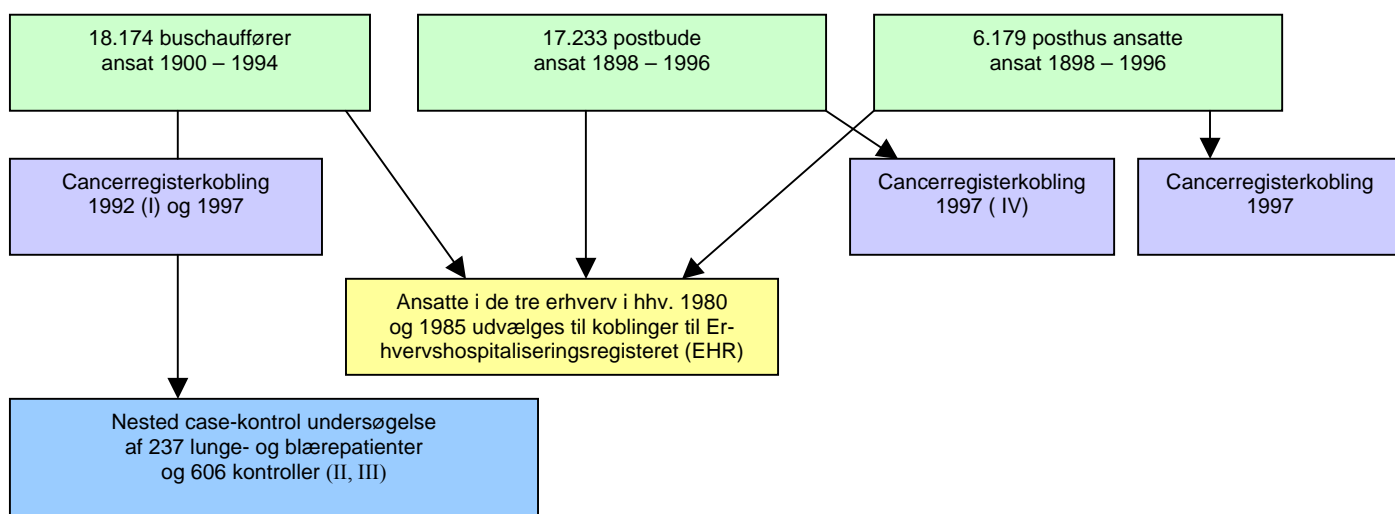 18.174 buschauffører
ansat 1900 – 1994
17.233 postbude
ansat 1898 – 1996
6.179 posthus ansatte
ansat 1898 – 1996
Cancerregisterkobling
1992 (I) og 1997
Cancerregisterkobling
1997 ( IV)
Cancerregisterkobling
1997
Ansatte i de tre erhverv i hhv. 1980
og 1985 udvælges til koblinger til Er-
hvervshospitaliseringsregisteret (EHR)
Nested case-kontrol undersøgelse
af 237 lunge- og blærepatienter
og 606 kontroller (II, III)